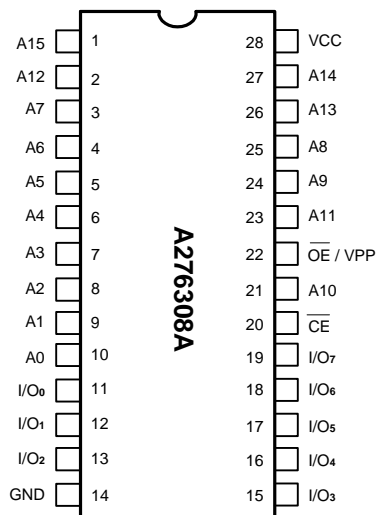 A15 1 28 VCC
A12 2 27 A14
A7 3 26 A13
A6 4 25 A8
A5 5 24 A9
A4 6 23 A11
A3 7 22 O̅E̅ / VPP
A2 8 21 A10
A1 9 20 C̅E̅
A0 10 19 I/O₇
I/O₀ 11 18 I/O₆
I/O₁ 12 17 I/O₅
I/O₂ 13 16 I/O₄
GND 14 15 I/O₃
A276308A